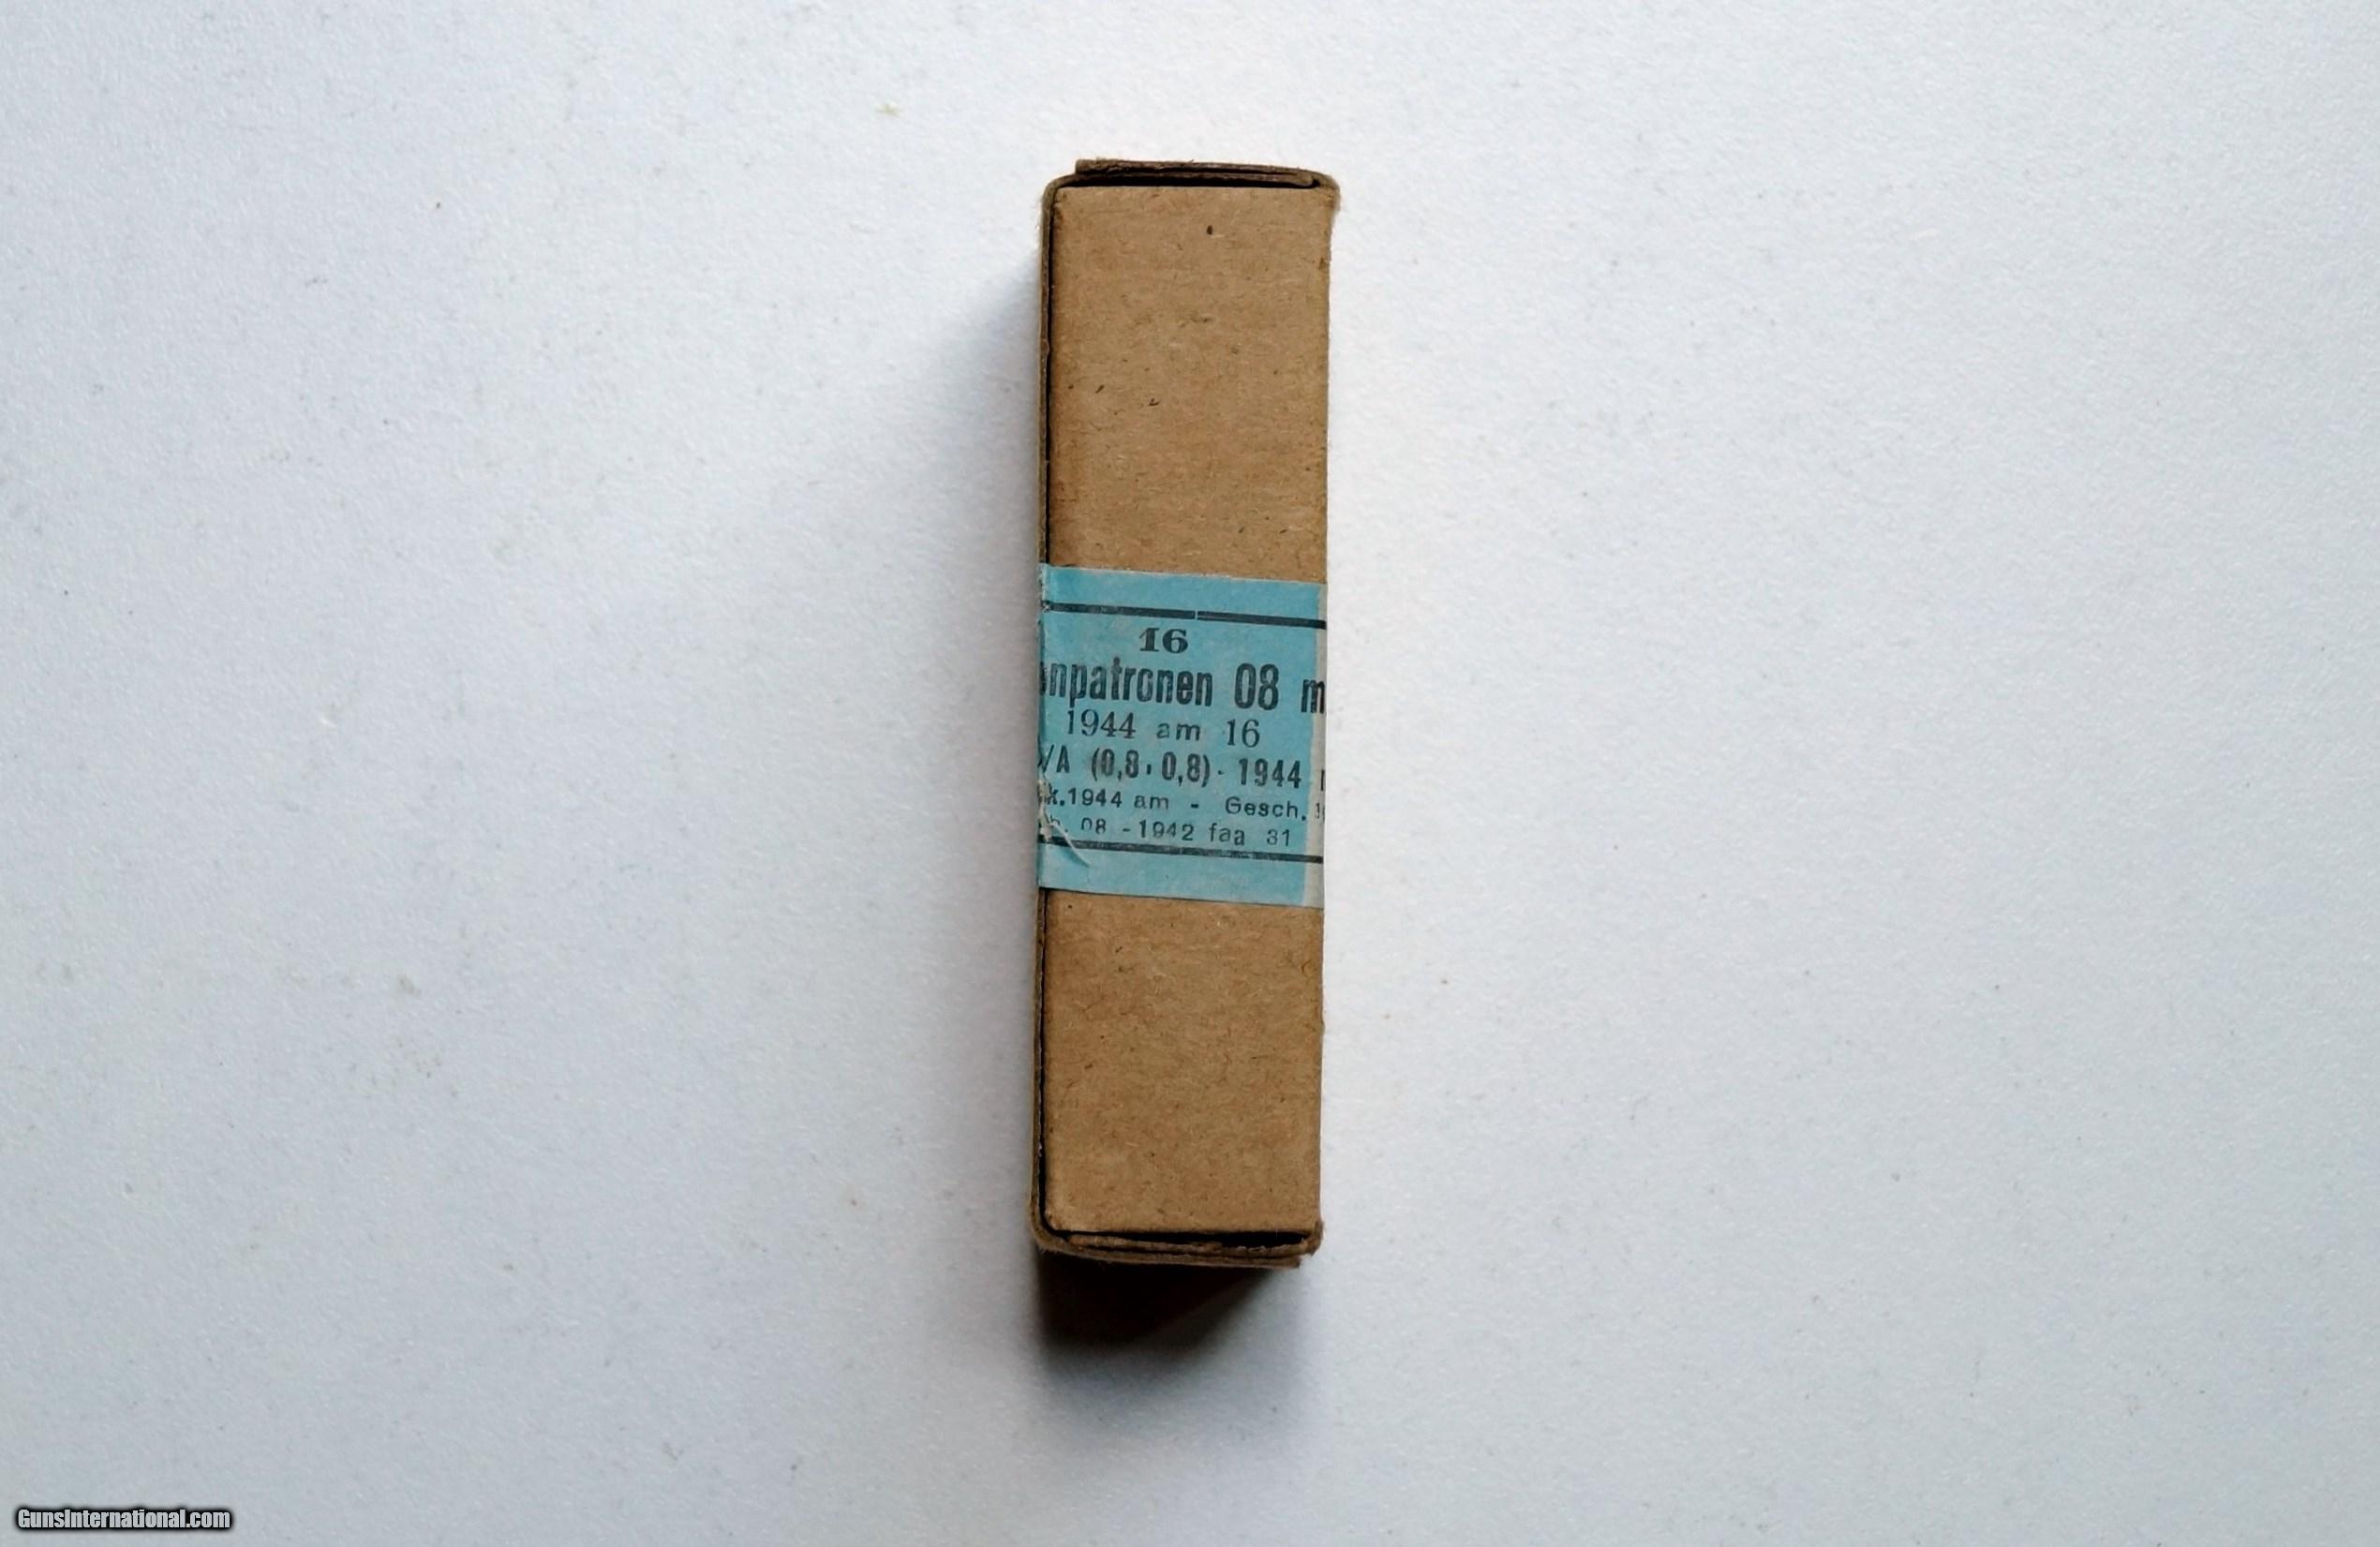 16
npatronen 08 m
1944 am 16
/A (0,8.0,8). 1944
k.1944 am - Gesch.
h. 08 -1942 faa 31
GunsInternational.com